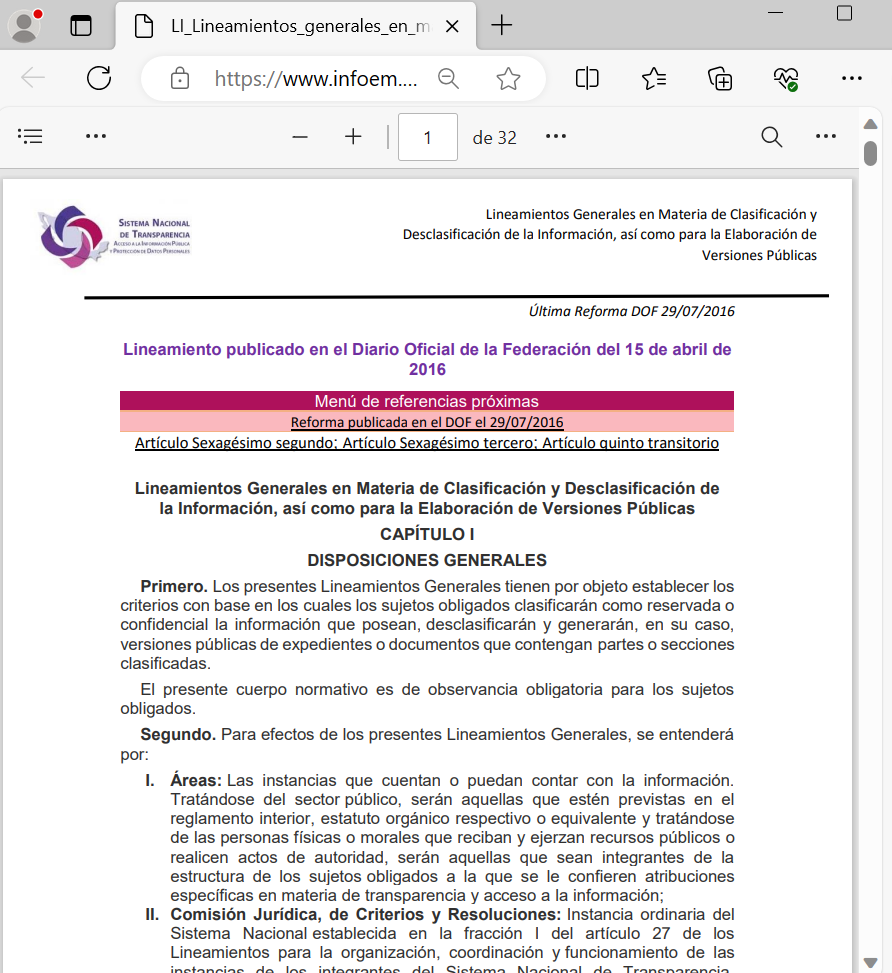 LI_Lineamientos_generales_en_m
https://www.infoem....
1 de 32
SISTEMA NACIONAL
DE TRANSPARENCIA
ACCESO A LA INFORMACIÓN PÚBLICA
Y PROTECCIÓN DE DATOS PERSONALES
Lineamientos Generales en Materia de Clasificación y
Desclasificación de la Información, así como para la Elaboración de
Versiones Públicas
Última Reforma DOF 29/07/2016
Lineamiento publicado en el Diario Oficial de la Federación del 15 de abril de
2016
Menú de referencias próximas
Reforma publicada en el DOF el 29/07/2016
Artículo Sexagésimo segundo; Artículo Sexagésimo tercero; Artículo quinto transitorio
Lineamientos Generales en Materia de Clasificación y Desclasificación de
la Información, así como para la Elaboración de Versiones Públicas
CAPÍTULO I
DISPOSICIONES GENERALES
Primero. Los presentes Lineamientos Generales tienen por objeto establecer los
criterios con base en los cuales los sujetos obligados clasificarán como reservada o
confidencial la información que posean, desclasificarán y generarán, en su caso,
versiones públicas de expedientes o documentos que contengan partes o secciones
clasificadas.
El presente cuerpo normativo es de observancia obligatoria para los sujetos
obligados.
Segundo. Para efectos de los presentes Lineamientos Generales, se entenderá
por:
I. Áreas: Las instancias que cuentan o puedan contar con la información.
Tratándose del sector público, serán aquellas que estén previstas en el
reglamento interior, estatuto orgánico respectivo o equivalente y tratándose
de las personas físicas o morales que reciban y ejerzan recursos públicos o
realicen actos de autoridad, serán aquellas que sean integrantes de la
estructura de los sujetos obligados a la que se le confieren atribuciones
específicas en materia de transparencia y acceso a la información;
II. Comisión Jurídica, de Criterios y Resoluciones: Instancia ordinaria del
Sistema Nacional establecida en la fracción I del artículo 27 de los
Lineamientos para la organización, coordinación y funcionamiento de las
instancias de los integrantes del Sistema Nacional de Transparencia,